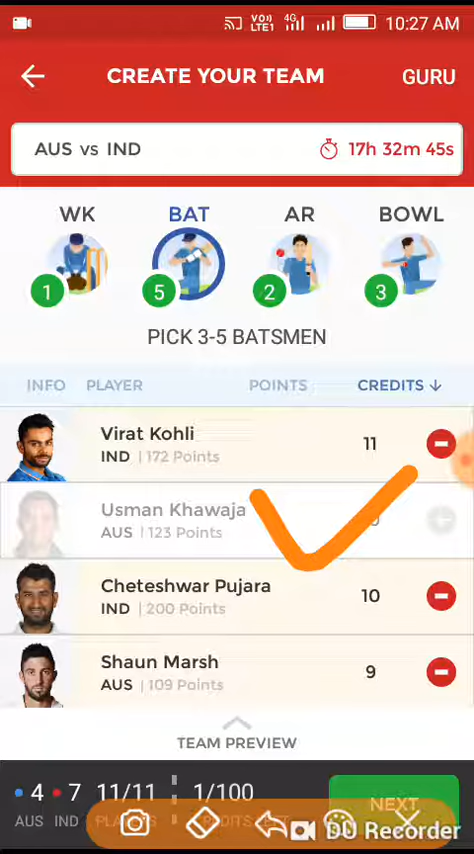 VO))
LTE1
4G
10:27 AM
CREATE YOUR TEAM
GURU
AUS vs IND
17h 32m 45s
WK
BAT
AR
BOWL
1
5
2
3
PICK 3-5 BATSMEN
INFO
PLAYER
POINTS
CREDITS ↓
Virat Kohli
11
IND | 172 Points
Usman Khawaja
AUS | 123 Points
Cheteshwar Pujara
10
IND | 200 Points
Shaun Marsh
9
AUS | 109 Points
TEAM PREVIEW
4
7
11/11
1/100
NEXT
AUS
IND
DU Recorder